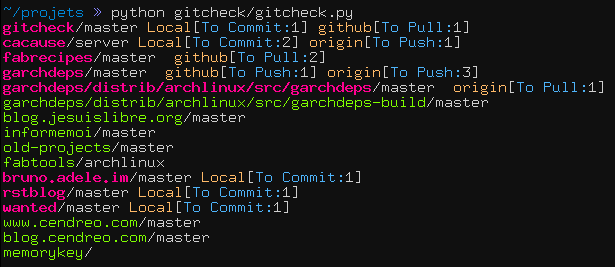 ~/projets » python gitcheck/gitcheck.py
gitcheck/master Local[To Commit:1] github[To Pull:1]
cacause/server Local[To Commit:2] origin[To Push:1]
fabrecipes/master  github[To Pull:2]
garchdeps/master  github[To Push:1] origin[To Push:3]
garchdeps/distrib/archlinux/src/garchdeps/master  origin[To Pull:1]
garchdeps/distrib/archlinux/src/garchdeps-build/master
blog.jesuislibre.org/master
informemoi/master
old-projects/master
fabtools/archlinux
bruno.adele.im/master Local[To Commit:1]
rstblog/master Local[To Commit:1]
wanted/master Local[To Commit:1]
www.cendreo.com/master
blog.cendreo.com/master
memorykey/